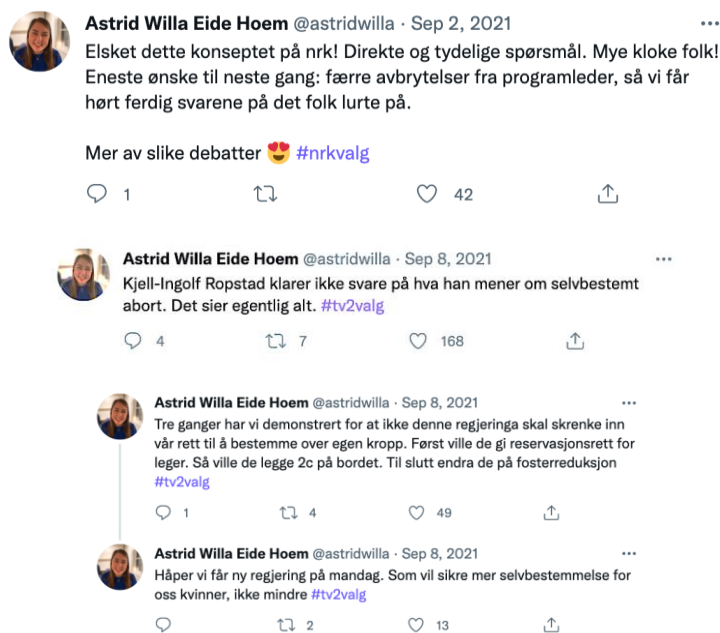 Astrid Willa Eide Hoem @astridwilla · Sep 2, 2021
Elsket dette konseptet på nrk! Direkte og tydelige spørsmål. Mye kloke folk!
Eneste ønske til neste gang: færre avbrytelser fra programleder, så vi får
hørt ferdig svarene på det folk lurte på.
Mer av slike debatter 😍 #nrkvalg
1 42
Astrid Willa Eide Hoem @astridwilla · Sep 8, 2021
Kjell-Ingolf Ropstad klarer ikke svare på hva han mener om selvbestemt
abort. Det sier egentlig alt. #tv2valg
4 7 168
Astrid Willa Eide Hoem @astridwilla · Sep 8, 2021
Tre ganger har vi demonstrert for at ikke denne regjeringa skal skrenke inn
vår rett til å bestemme over egen kropp. Først ville de gi reservasjonsrett for
leger. Så ville de legge 2c på bordet. Til slutt endra de på fosterreduksjon
#tv2valg
1 4 49
Astrid Willa Eide Hoem @astridwilla · Sep 8, 2021
Håper vi får ny regjering på mandag. Som vil sikre mer selvbestemmelse for
oss kvinner, ikke mindre #tv2valg
2 13